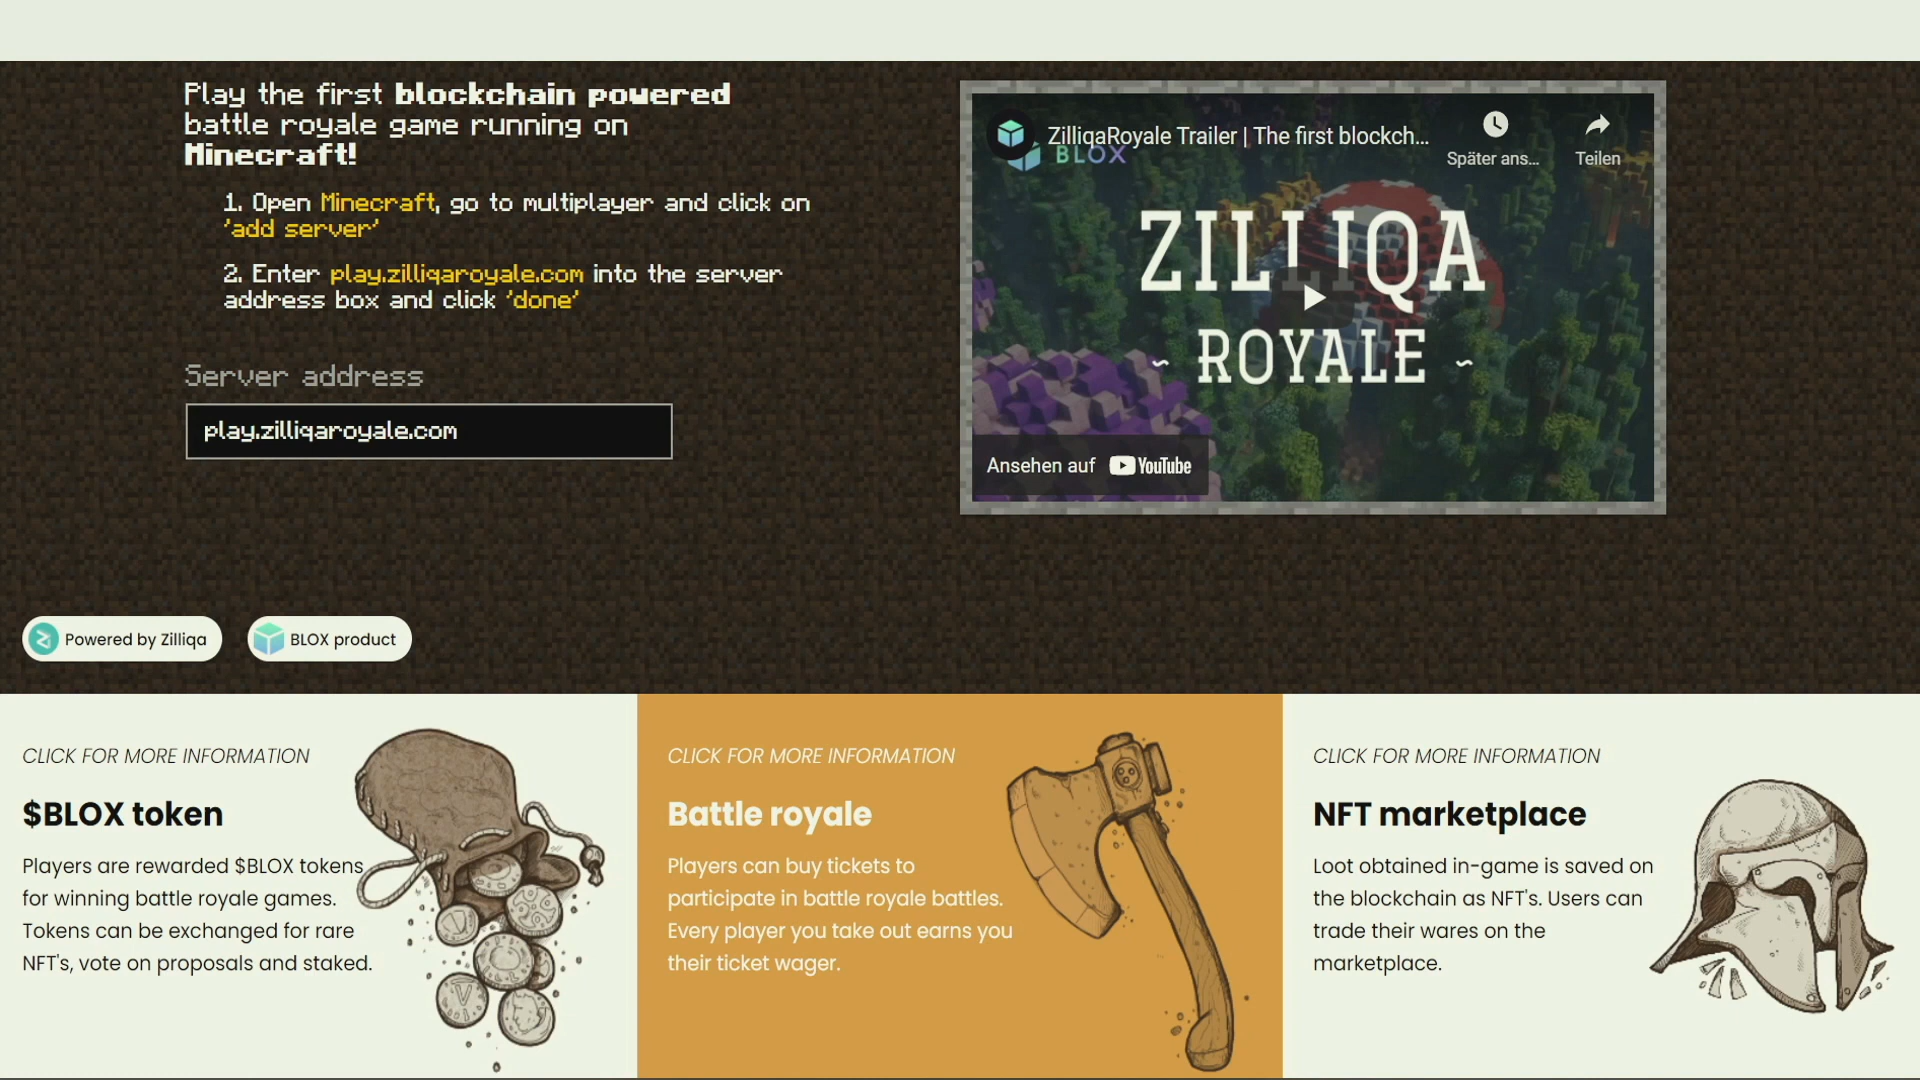 Play the first blockchain powered
battle royale game running on
Minecraft!
1. Open Minecraft, go to multiplayer and click on
'add server'
2. Enter play.zilliqaroyale.com into the server
address box and click 'done'
Server address
play.zilliqaroyale.com
ZilliqaRoyale Trailer | The first blockch...
BLOX
Später ans...
Teilen
ZILLIQA
~ ROYALE ~
Ansehen auf YouTube
Powered by Zilliqa
BLOX product
CLICK FOR MORE INFORMATION
$BLOX token
Players are rewarded $BLOX tokens
for winning battle royale games.
Tokens can be exchanged for rare
NFT's, vote on proposals and staked.
CLICK FOR MORE INFORMATION
Battle royale
Players can buy tickets to
participate in battle royale battles.
Every player you take out earns you
their ticket wager.
CLICK FOR MORE INFORMATION
NFT marketplace
Loot obtained in-game is saved on
the blockchain as NFT's. Users can
trade their wares on the
marketplace.